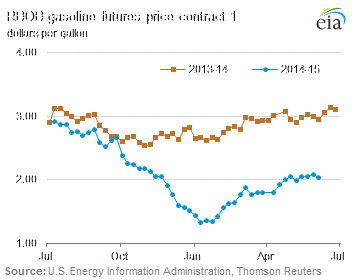 RBOB gasoline futures price contract 1
dollars per gallon
eia
4.00
2013-14
2014-15
3.00
2.00
1.00
Jul
Oct
Jan
Apr
Jul
Source: U.S. Energy Information Administration, Thomson Reuters